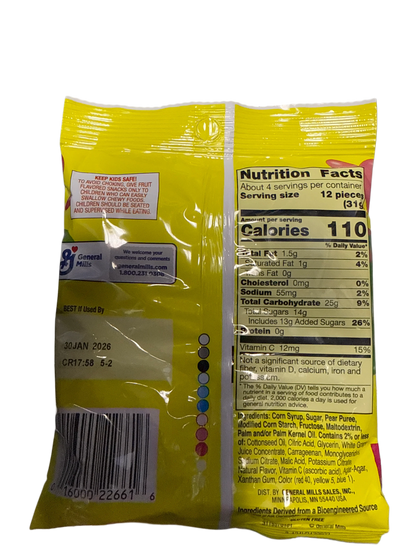 KEEP KIDS SAFE!
TO AVOID CHOKING, GIVE FRUIT
FLAVORED SNACKS ONLY TO
CHILDREN WHO CAN EASILY
SWALLOW CHEWY FOODS.
CHILDREN SHOULD BE SEATED
AND SUPERVISED WHILE EATING.
General
Mills
We welcome your
questions and comments
generalmills.com
BEST If Used By
30JAN 2026
CR17:58 5-2
16000 22661 6
Nutrition Facts
About 4 servings per container
Serving size 12 pieces
(31g
Amount per serving
Calories 110
% Daily Value*
Total Fat 1.5g 2%
Saturated Fat 1g 4%
Trans Fat 0g
Cholesterol 0mg 0%
Sodium 55mg 2%
Total Carbohydrate 25g 9%
Total Sugars 14g
Includes 13g Added Sugars 26%
Protein 0g
Vitamin C 12mg 15%
Not a significant source of dietary
fiber, vitamin D, calcium, iron and
potassium.
* The % Daily Value (DV) tells you how much a
nutrient in a serving of food contributes to a
daily diet. 2,000 calories a day is used for
general nutrition advice.
Ingredients: Corn Syrup, Sugar, Pear Puree,
Modified Corn Starch, Fructose, Maltodextrin,
Palm and/or Palm Kernel Oil. Contains 2% or less
of: Cottonseed Oil, Citric Acid, Glycerin, White Grape
Juice Concentrate, Carrageenan, Monoglycerides,
Sodium Citrate, Malic Acid, Potassium Citrate,
Natural Flavor, Vitamin C (ascorbic acid), Agar-Agar,
Xanthan Gum, Color (red 40, yellow 5, blue 1).
DIST. BY GENERAL MILLS SALES, INC.,
MINNEAPOLIS, MN 55440 USA
Ingredients Derived from a Bioengineered Source
GLUTEN FREE
© General Mills